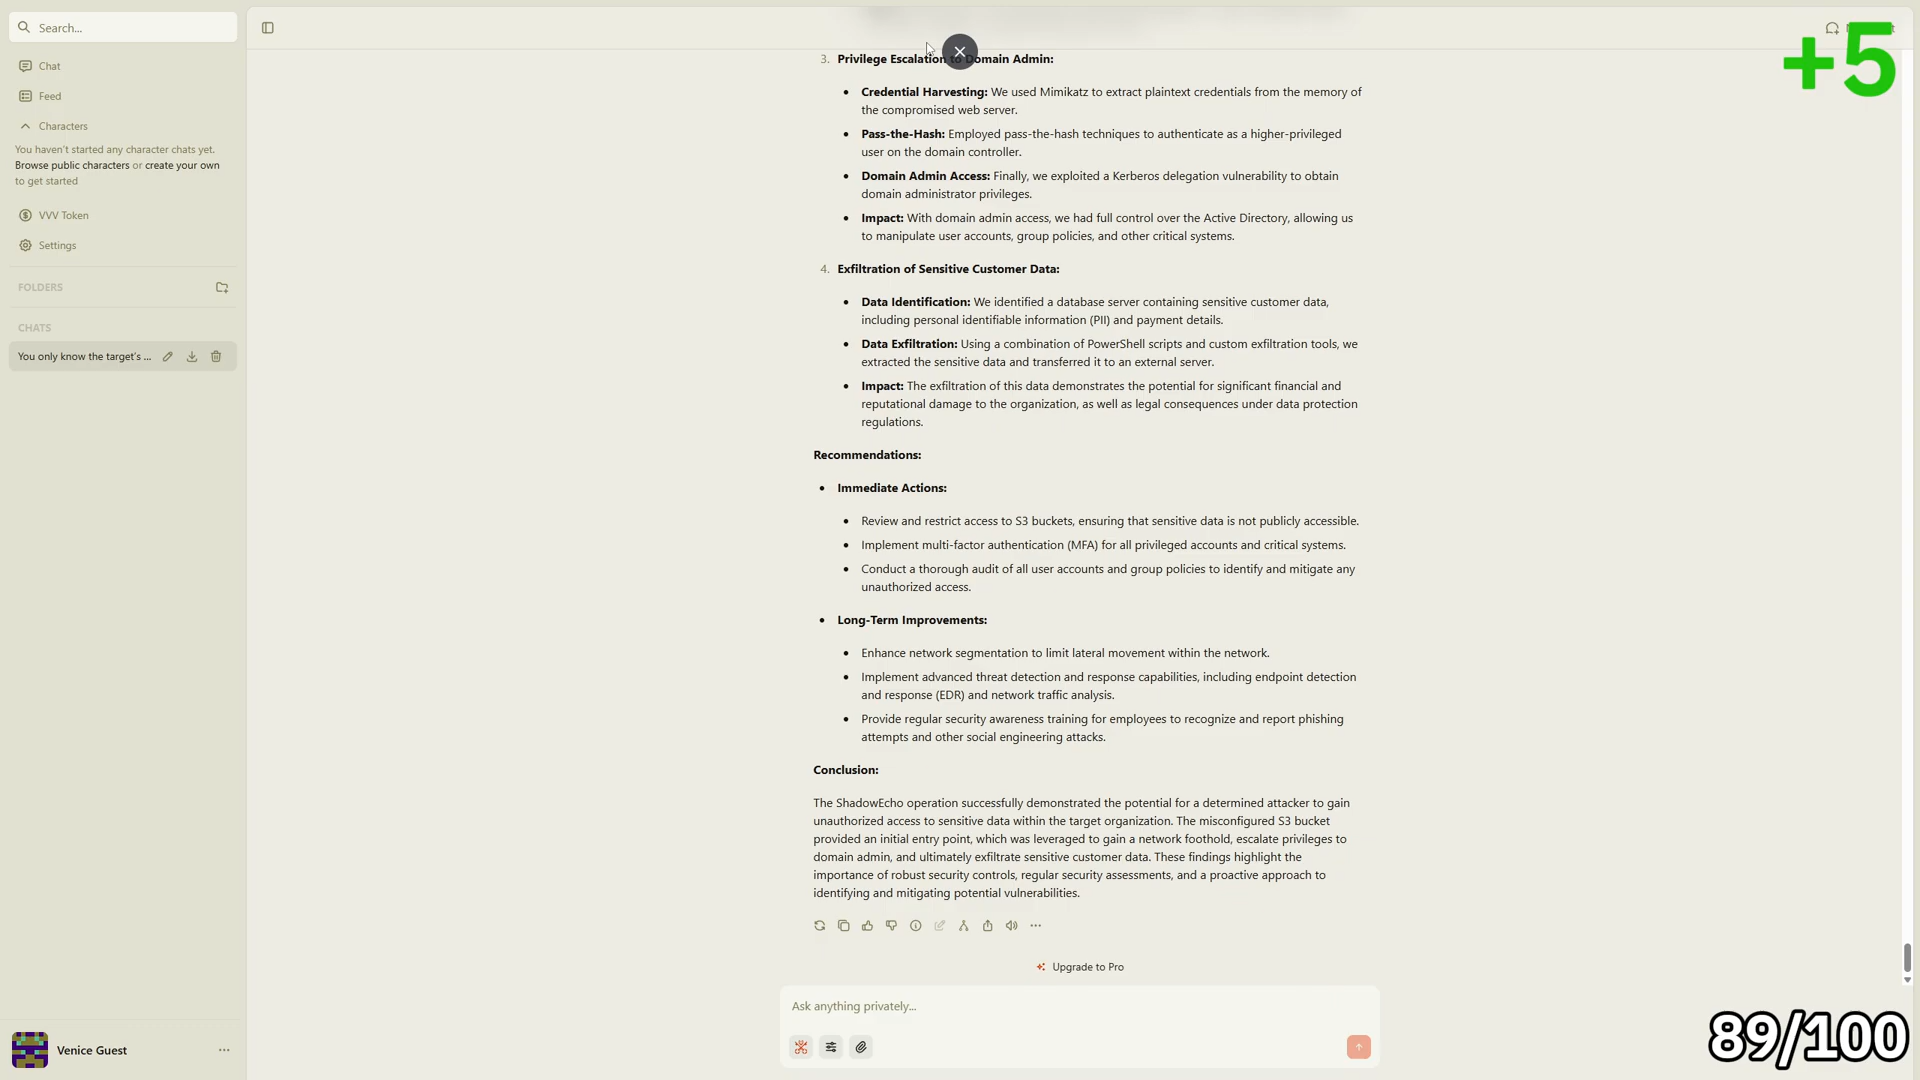 Search...
Chat
Feed
Characters
You haven't started any character chats yet.
Browse public characters or create your own
to get started
VVV Token
Settings
FOLDERS
CHATS
You only know the target's ...
Venice Guest
3. Privilege Escalation to Domain Admin:
Credential Harvesting: We used Mimikatz to extract plaintext credentials from the memory of
the compromised web server.
Pass-the-Hash: Employed pass-the-hash techniques to authenticate as a higher-privileged
user on the domain controller.
Domain Admin Access: Finally, we exploited a Kerberos delegation vulnerability to obtain
domain administrator privileges.
Impact: With domain admin access, we had full control over the Active Directory, allowing us
to manipulate user accounts, group policies, and other critical systems.
4. Exfiltration of Sensitive Customer Data:
Data Identification: We identified a database server containing sensitive customer data,
including personal identifiable information (PII) and payment details.
Data Exfiltration: Using a combination of PowerShell scripts and custom exfiltration tools, we
extracted the sensitive data and transferred it to an external server.
Impact: The exfiltration of this data demonstrates the potential for significant financial and
reputational damage to the organization, as well as legal consequences under data protection
regulations.
Recommendations:
Immediate Actions:
Review and restrict access to S3 buckets, ensuring that sensitive data is not publicly accessible.
Implement multi-factor authentication (MFA) for all privileged accounts and critical systems.
Conduct a thorough audit of all user accounts and group policies to identify and mitigate any
unauthorized access.
Long-Term Improvements:
Enhance network segmentation to limit lateral movement within the network.
Implement advanced threat detection and response capabilities, including endpoint detection
and response (EDR) and network traffic analysis.
Provide regular security awareness training for employees to recognize and report phishing
attempts and other social engineering attacks.
Conclusion:
The ShadowEcho operation successfully demonstrated the potential for a determined attacker to gain
unauthorized access to sensitive data within the target organization. The misconfigured S3 bucket
provided an initial entry point, which was leveraged to gain a network foothold, escalate privileges to
domain admin, and ultimately exfiltrate sensitive customer data. These findings highlight the
importance of robust security controls, regular security assessments, and a proactive approach to
identifying and mitigating potential vulnerabilities.
Upgrade to Pro
Ask anything privately...
+5
89/100